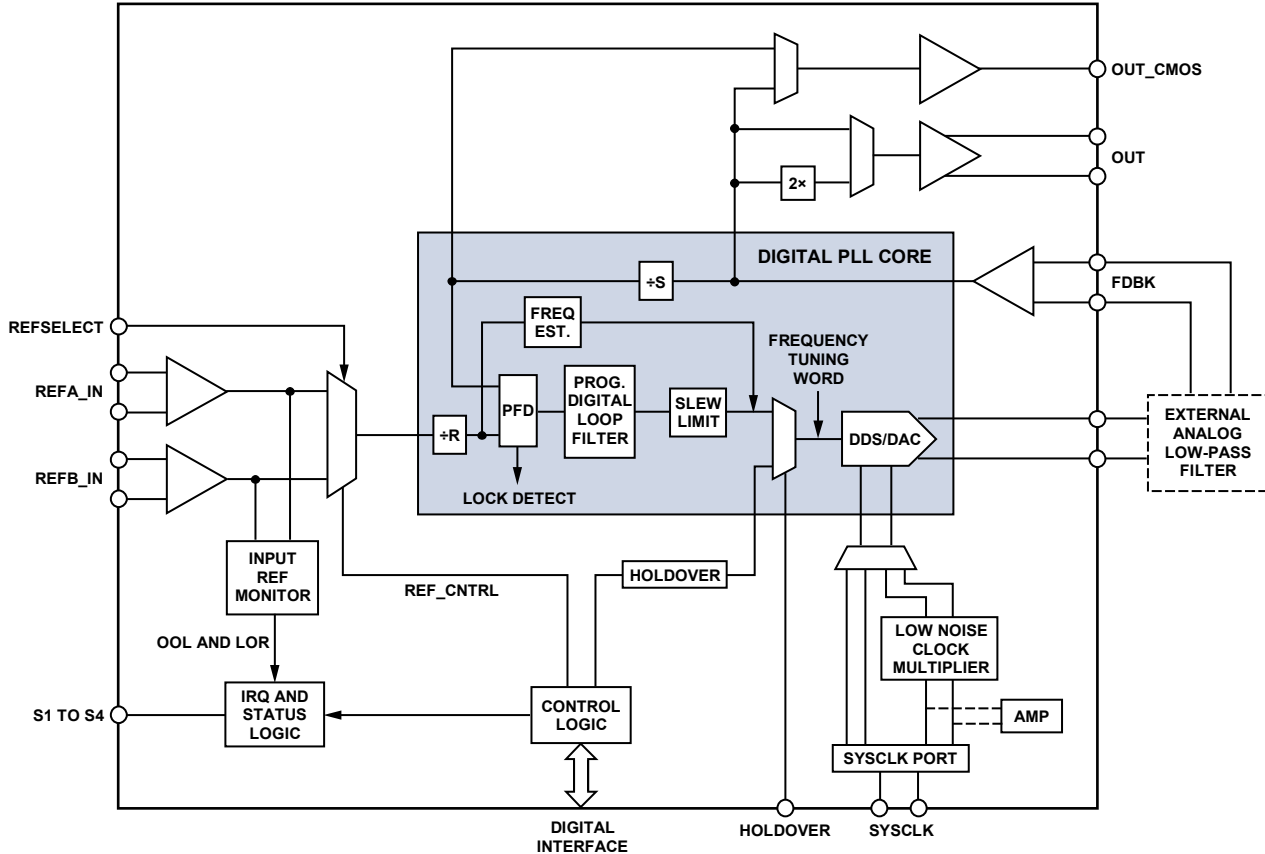 OUT_CMOS
OUT
2×
DIGITAL PLL CORE
÷S
FDBK
REFSELECT
FREQ
EST.
FREQUENCY
TUNING
WORD
REFA_IN
PFD
PROG.
DIGITAL
LOOP
FILTER
SLEW
LIMIT
÷R
DDS/DAC
EXTERNAL
ANALOG
LOW-PASS
FILTER
REFB_IN
LOCK DETECT
INPUT
REF
MONITOR
REF_CNTRL
HOLDOVER
OOL AND LOR
LOW NOISE
CLOCK
MULTIPLIER
S1 TO S4
IRQ AND
STATUS
LOGIC
CONTROL
LOGIC
AMP
SYSCLK PORT
DIGITAL
INTERFACE
HOLDOVER
SYSCLK